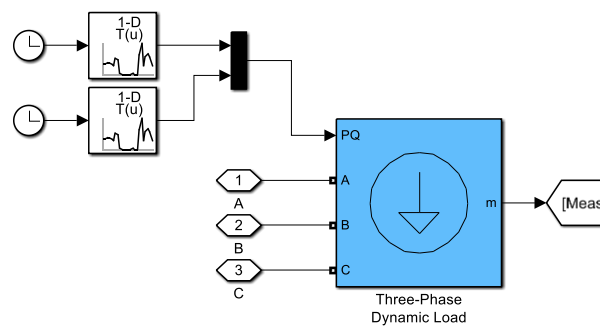 1-D
T(u)
1-D
T(u)
PQ
1
A
A
2
B
B
3
C
C
m
[Meas
Three-Phase
Dynamic Load